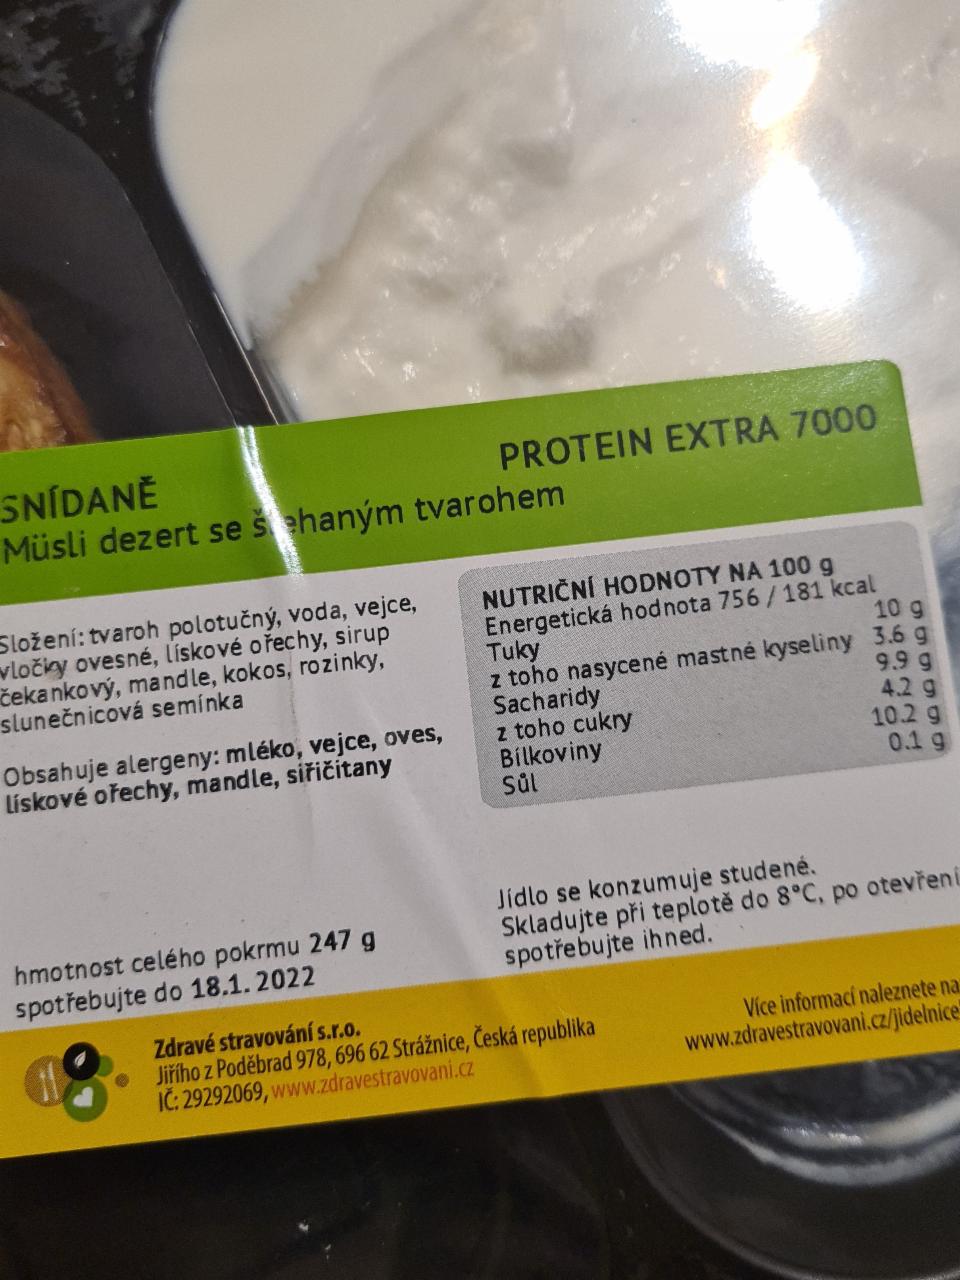 PROTEIN EXTRA 7000
SNÍDANĚ
Müsli dezert se šlehaným tvarohem
Složení: tvaroh polotučný, voda, vejce,
vločky ovesné, lískové ořechy, sirup
čekankový, mandle, kokos, rozinky,
slunečnicová semínka
Obsahuje alergeny: mléko, vejce, oves,
lískové ořechy, mandle, siřičitany
hmotnost celého pokrmu 247 g
spotřebujte do 18.1. 2022
NUTRIČNÍ HODNOTY NA 100 g
Energetická hodnota 756 / 181 kcal
Tuky 10 g
z toho nasycené mastné kyseliny 3.6 g
Sacharidy 9.9 g
z toho cukry 4.2 g
Bílkoviny 10.2 g
Sůl 0.1 g
Jídlo se konzumuje studené.
Skladujte při teplotě do 8°C, po otevření
spotřebujte ihned.
Zdravé stravování s.r.o.
Jiřího z Poděbrad 978, 696 62 Strážnice, Česká republika
IČ: 29292069, www.zdravestravovani.cz
Více informací naleznete na
www.zdravestravovani.cz/jidelnice